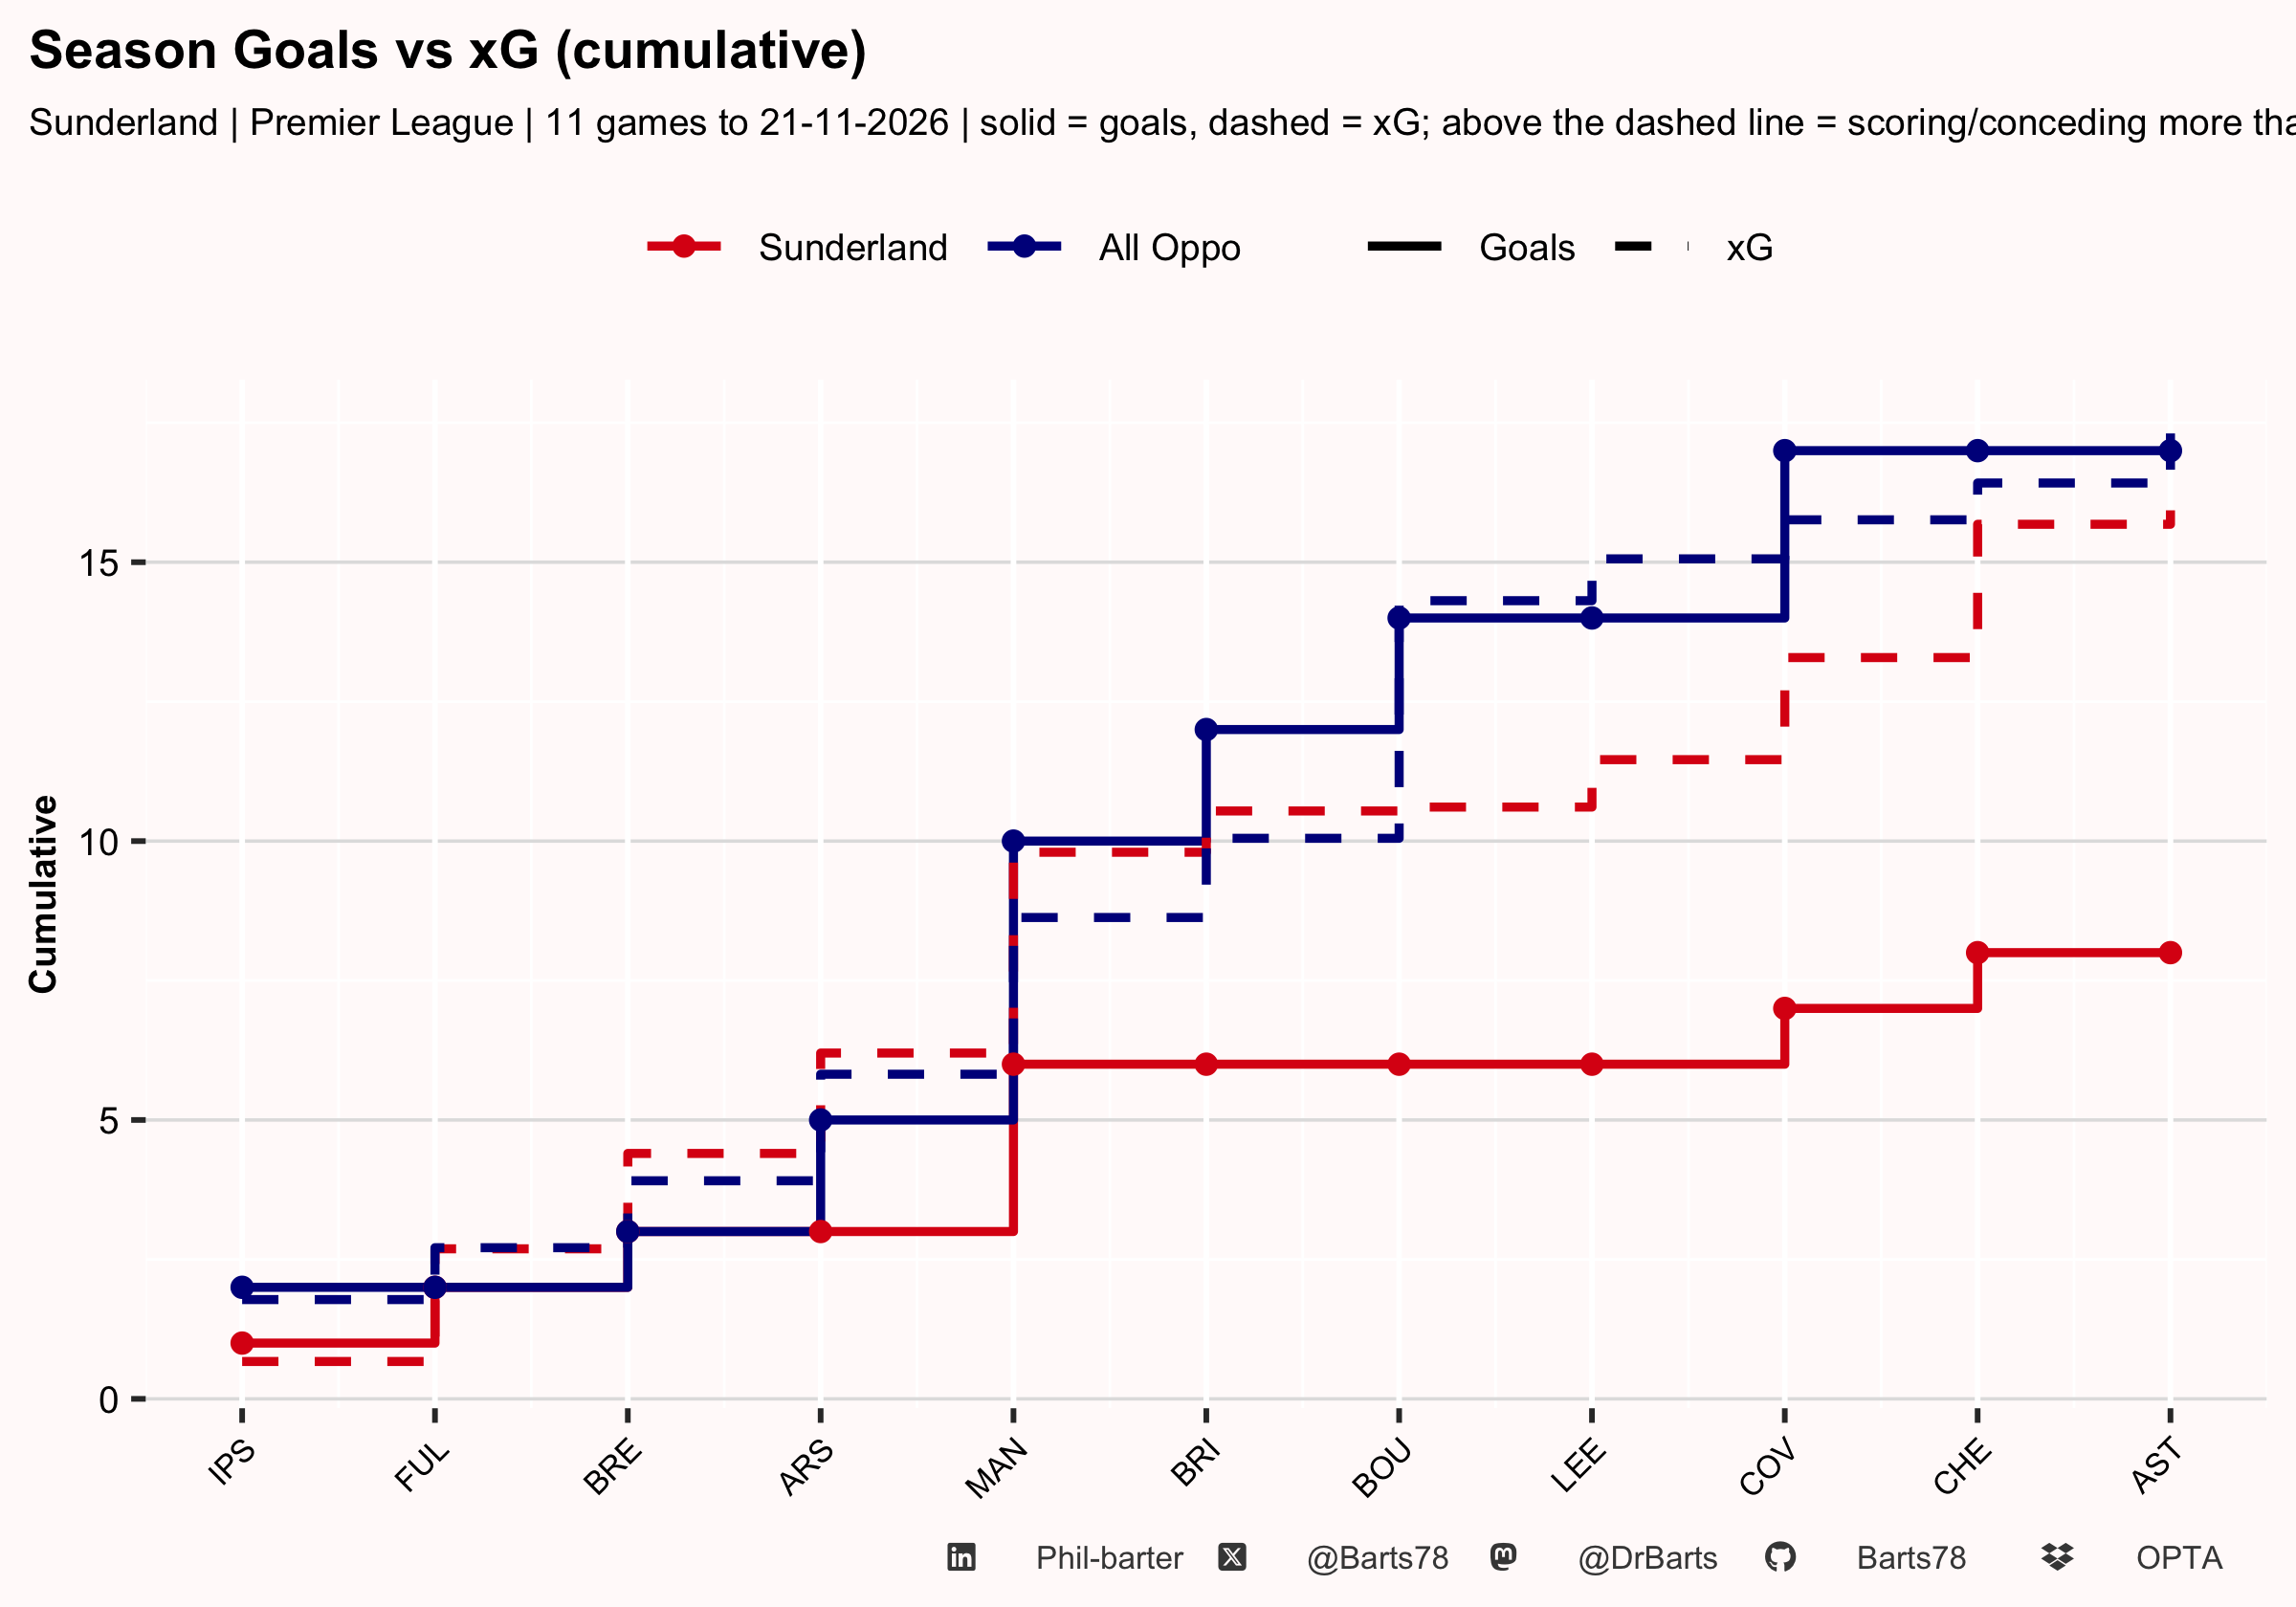 Season Goals vs xG (cumulative)
Sunderland | Premier League | 11 games to 21-11-2026 | solid = goals, dashed = xG; above the dashed line = scoring/conceding more tha
Sunderland All Oppo Goals xG
Cumulative
15
10
5
0
IPS FUL BRE ARS MAN BRI BOU LEE COV CHE AST
Phil-barter @Barts78 @DrBarts Barts78 OPTA